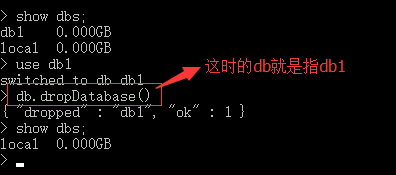 > show dbs;
db1    0.000GB
local  0.000GB
> use db1
switched to db db1
> db.dropDatabase()
这时的db就是指db1
{ "dropped" : "db1", "ok" : 1 }
> show dbs;
local  0.000GB
>